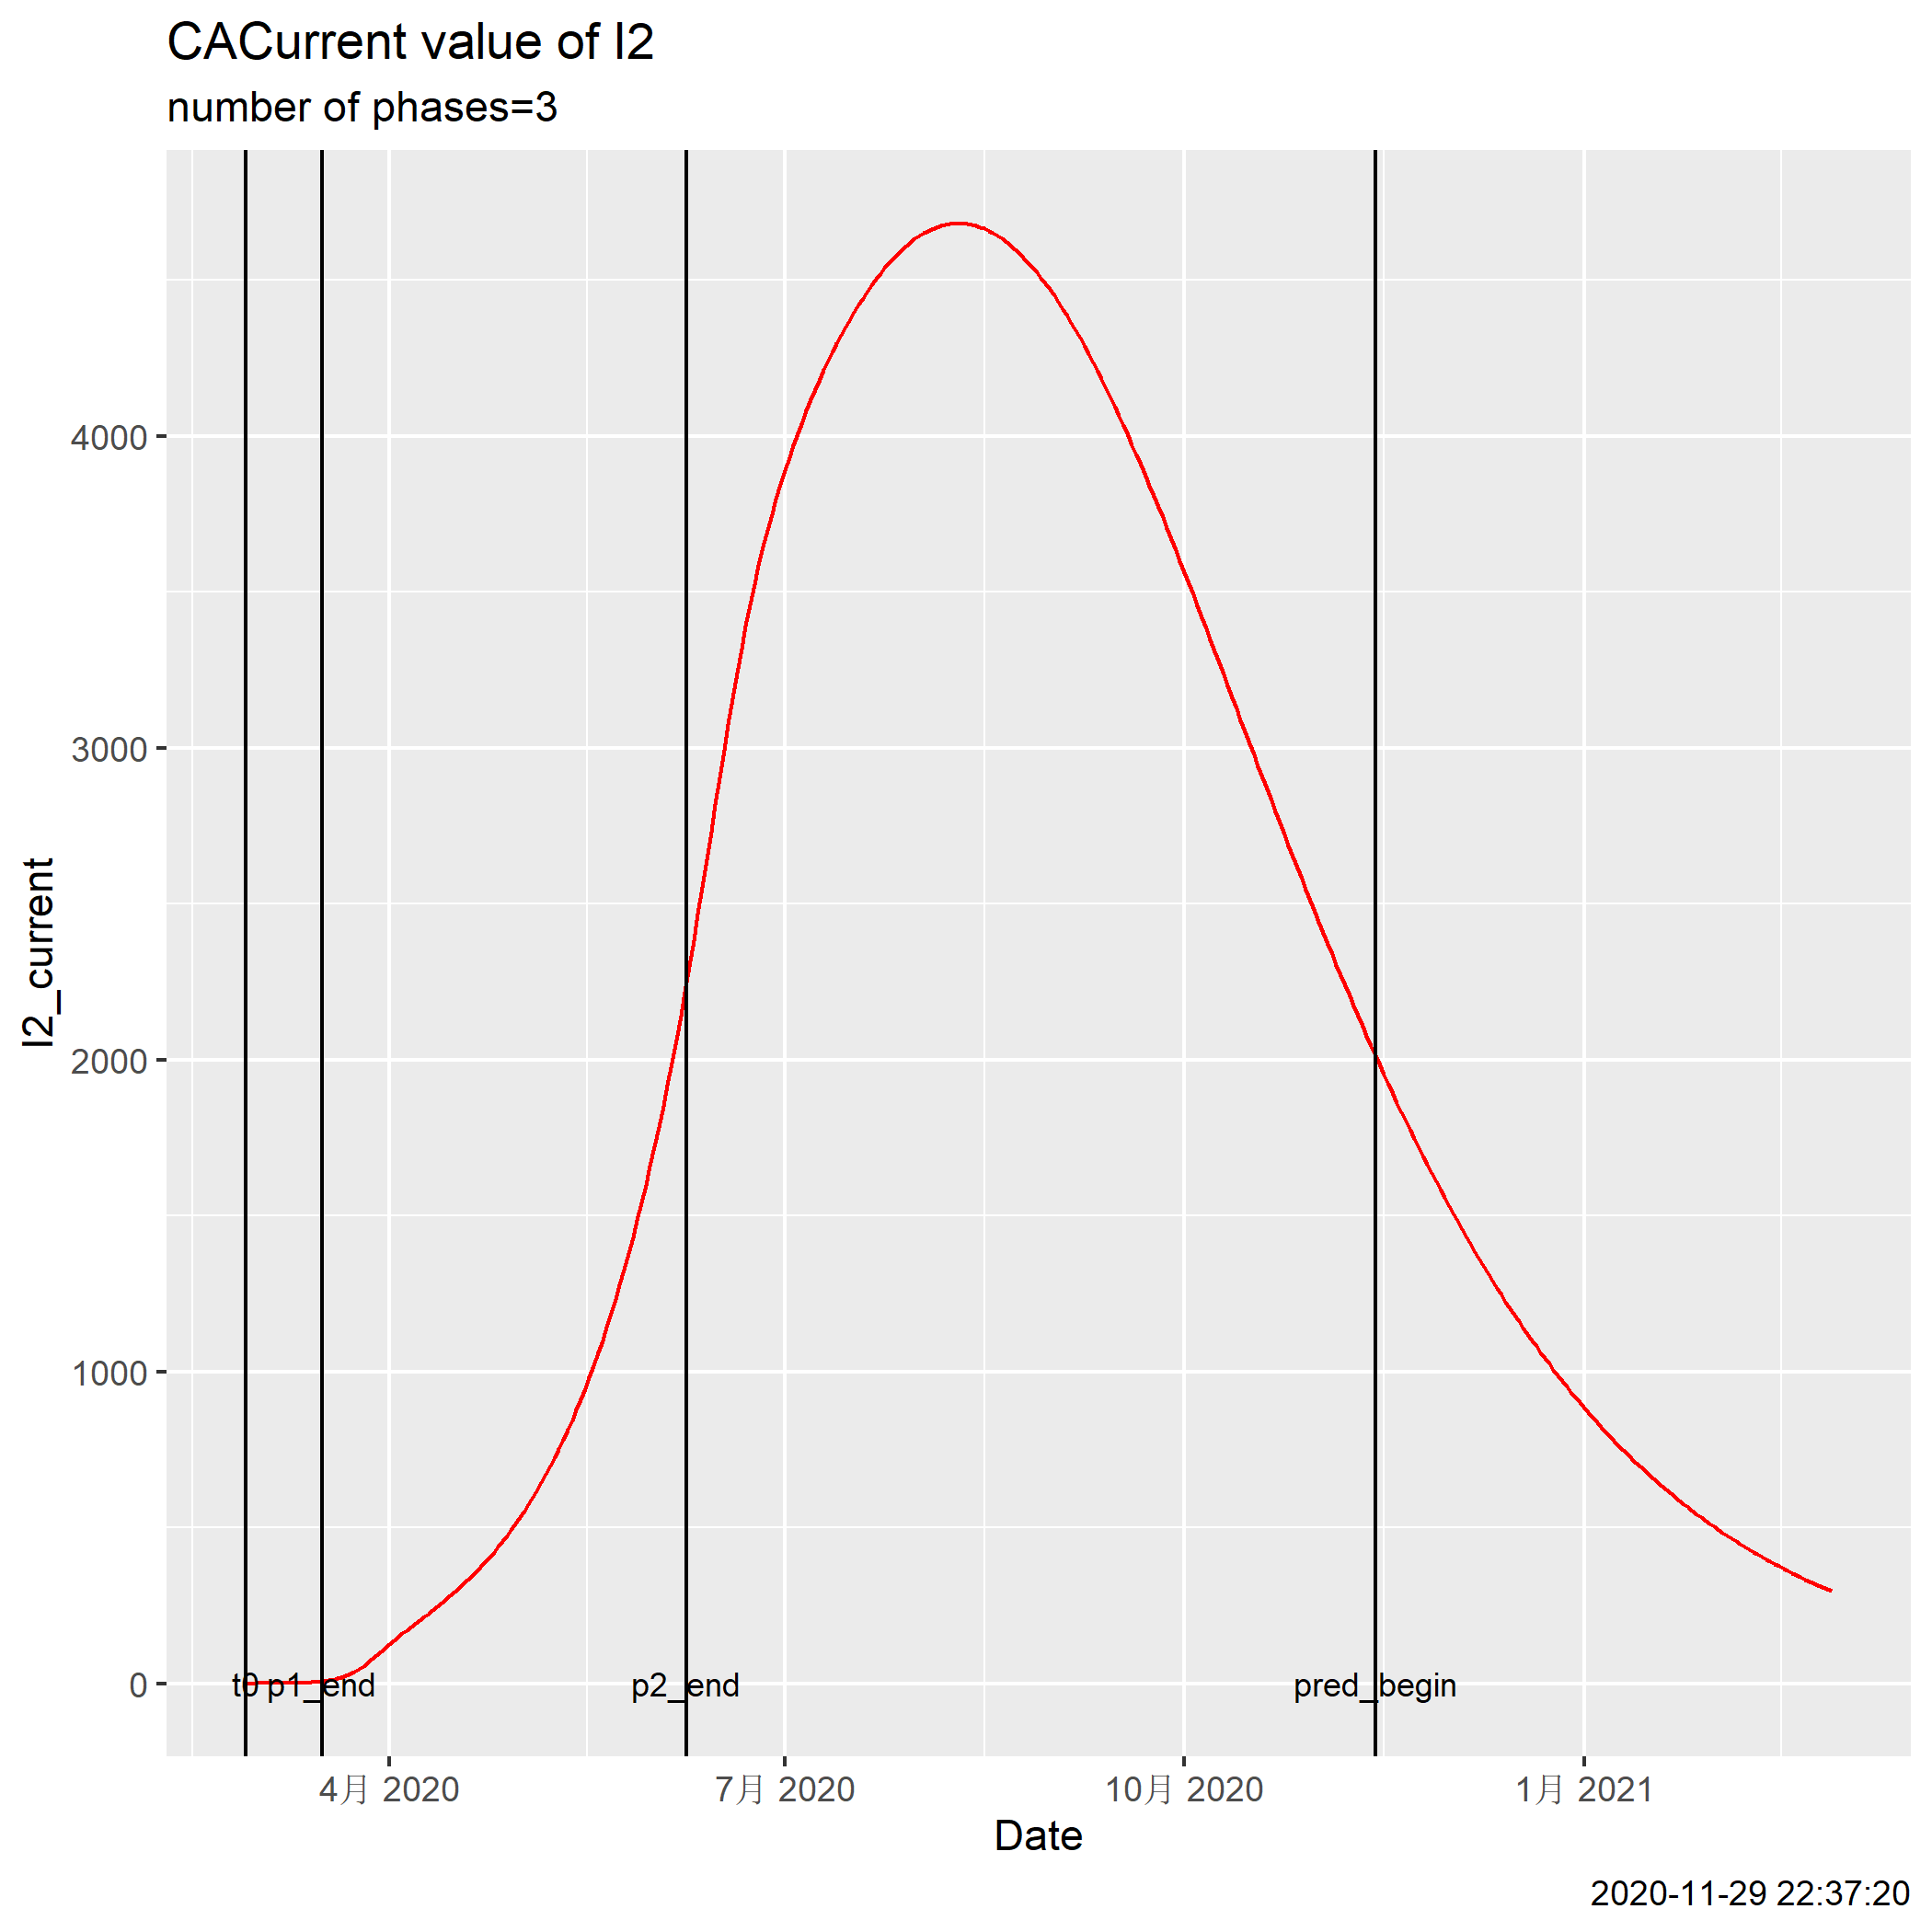 CACurrent value of I2
number of phases=3
I2_current
4000
3000
2000
1000
0
t0 p1_end p2_end pred_begin
4月 2020 7月 2020 10月 2020 1月 2021
Date
2020-11-29 22:37:20